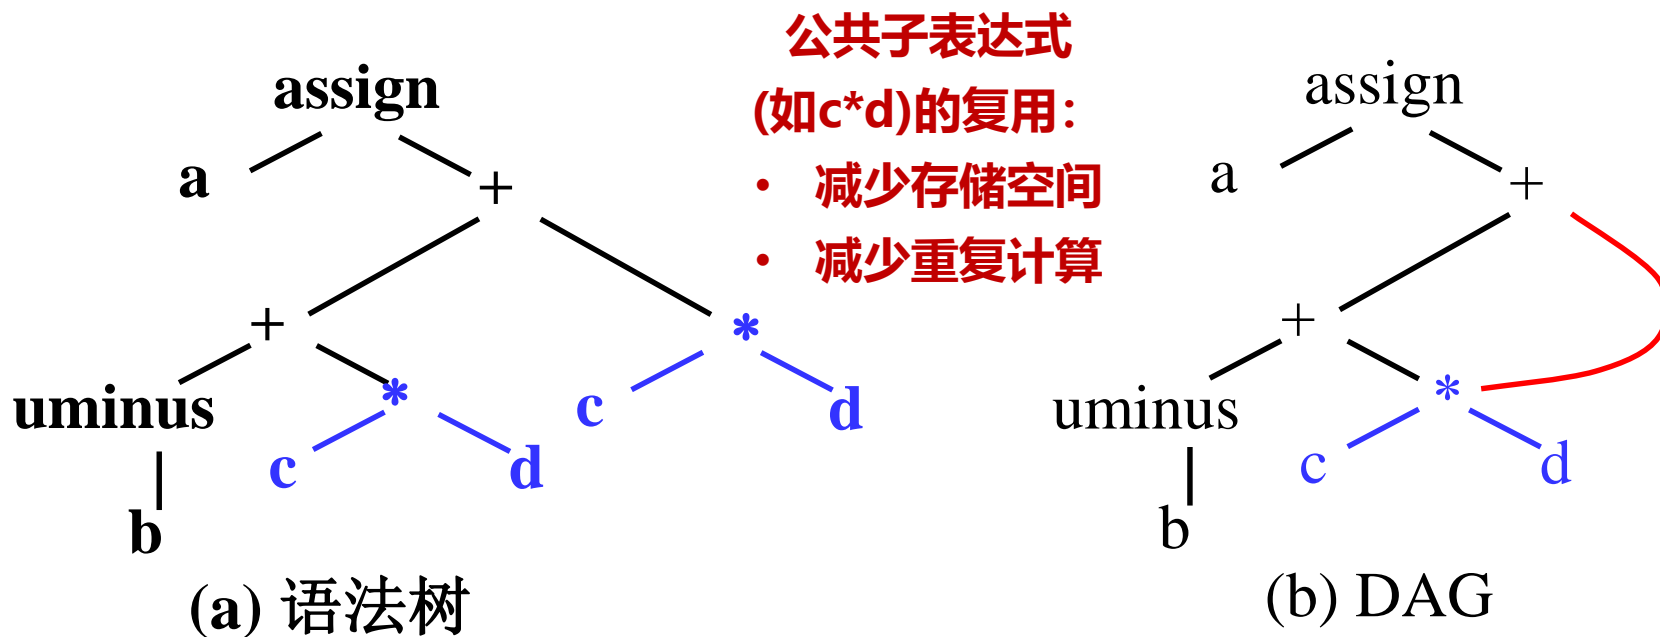 公共子表达式
(如c*d)的复用：
• 减少存储空间
• 减少重复计算
assign
a
+
+
*
uminus
*
c
d
c
d
b
(a) 语法树
assign
a
+
+
uminus
*
c
d
b
(b) DAG